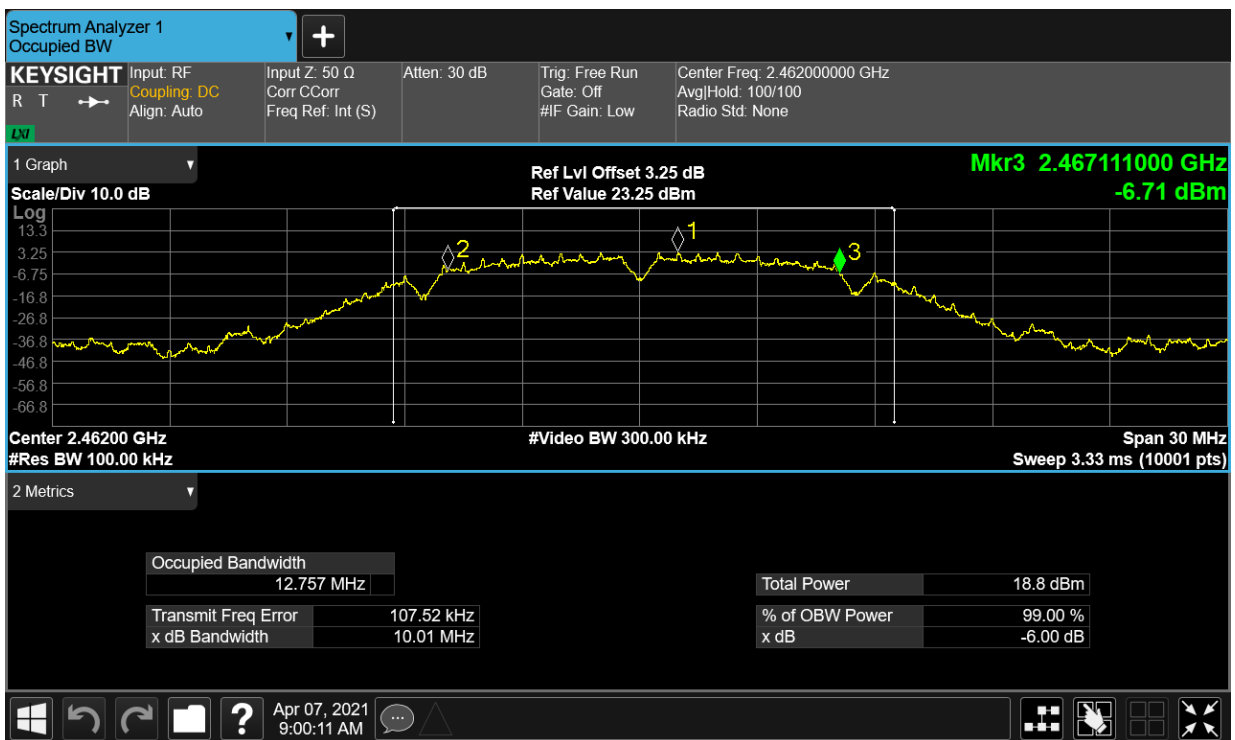 Spectrum Analyzer 1
Occupied BW
KEYSIGHT
R T
LXI
Input: RF
Coupling: DC
Align: Auto
Input Z: 50 Ω
Corr CCorr
Freq Ref: Int (S)
Atten: 30 dB
Trig: Free Run
Gate: Off
#IF Gain: Low
Center Freq: 2.462000000 GHz
Avg|Hold: 100/100
Radio Std: None
1 Graph
Scale/Div 10.0 dB
Ref Lvl Offset 3.25 dB
Ref Value 23.25 dBm
Mkr3 2.467111000 GHz
-6.71 dBm
Log
13.3
3.25
-6.75
-16.8
-26.8
-36.8
-46.8
-56.8
-66.8
2
1
3
Center 2.46200 GHz
#Res BW 100.00 kHz
#Video BW 300.00 kHz
Span 30 MHz
Sweep 3.33 ms (10001 pts)
2 Metrics
Occupied Bandwidth
12.757 MHz
Transmit Freq Error 107.52 kHz
x dB Bandwidth 10.01 MHz
Total Power 18.8 dBm
% of OBW Power 99.00 %
x dB -6.00 dB
?
Apr 07, 2021
9:00:11 AM